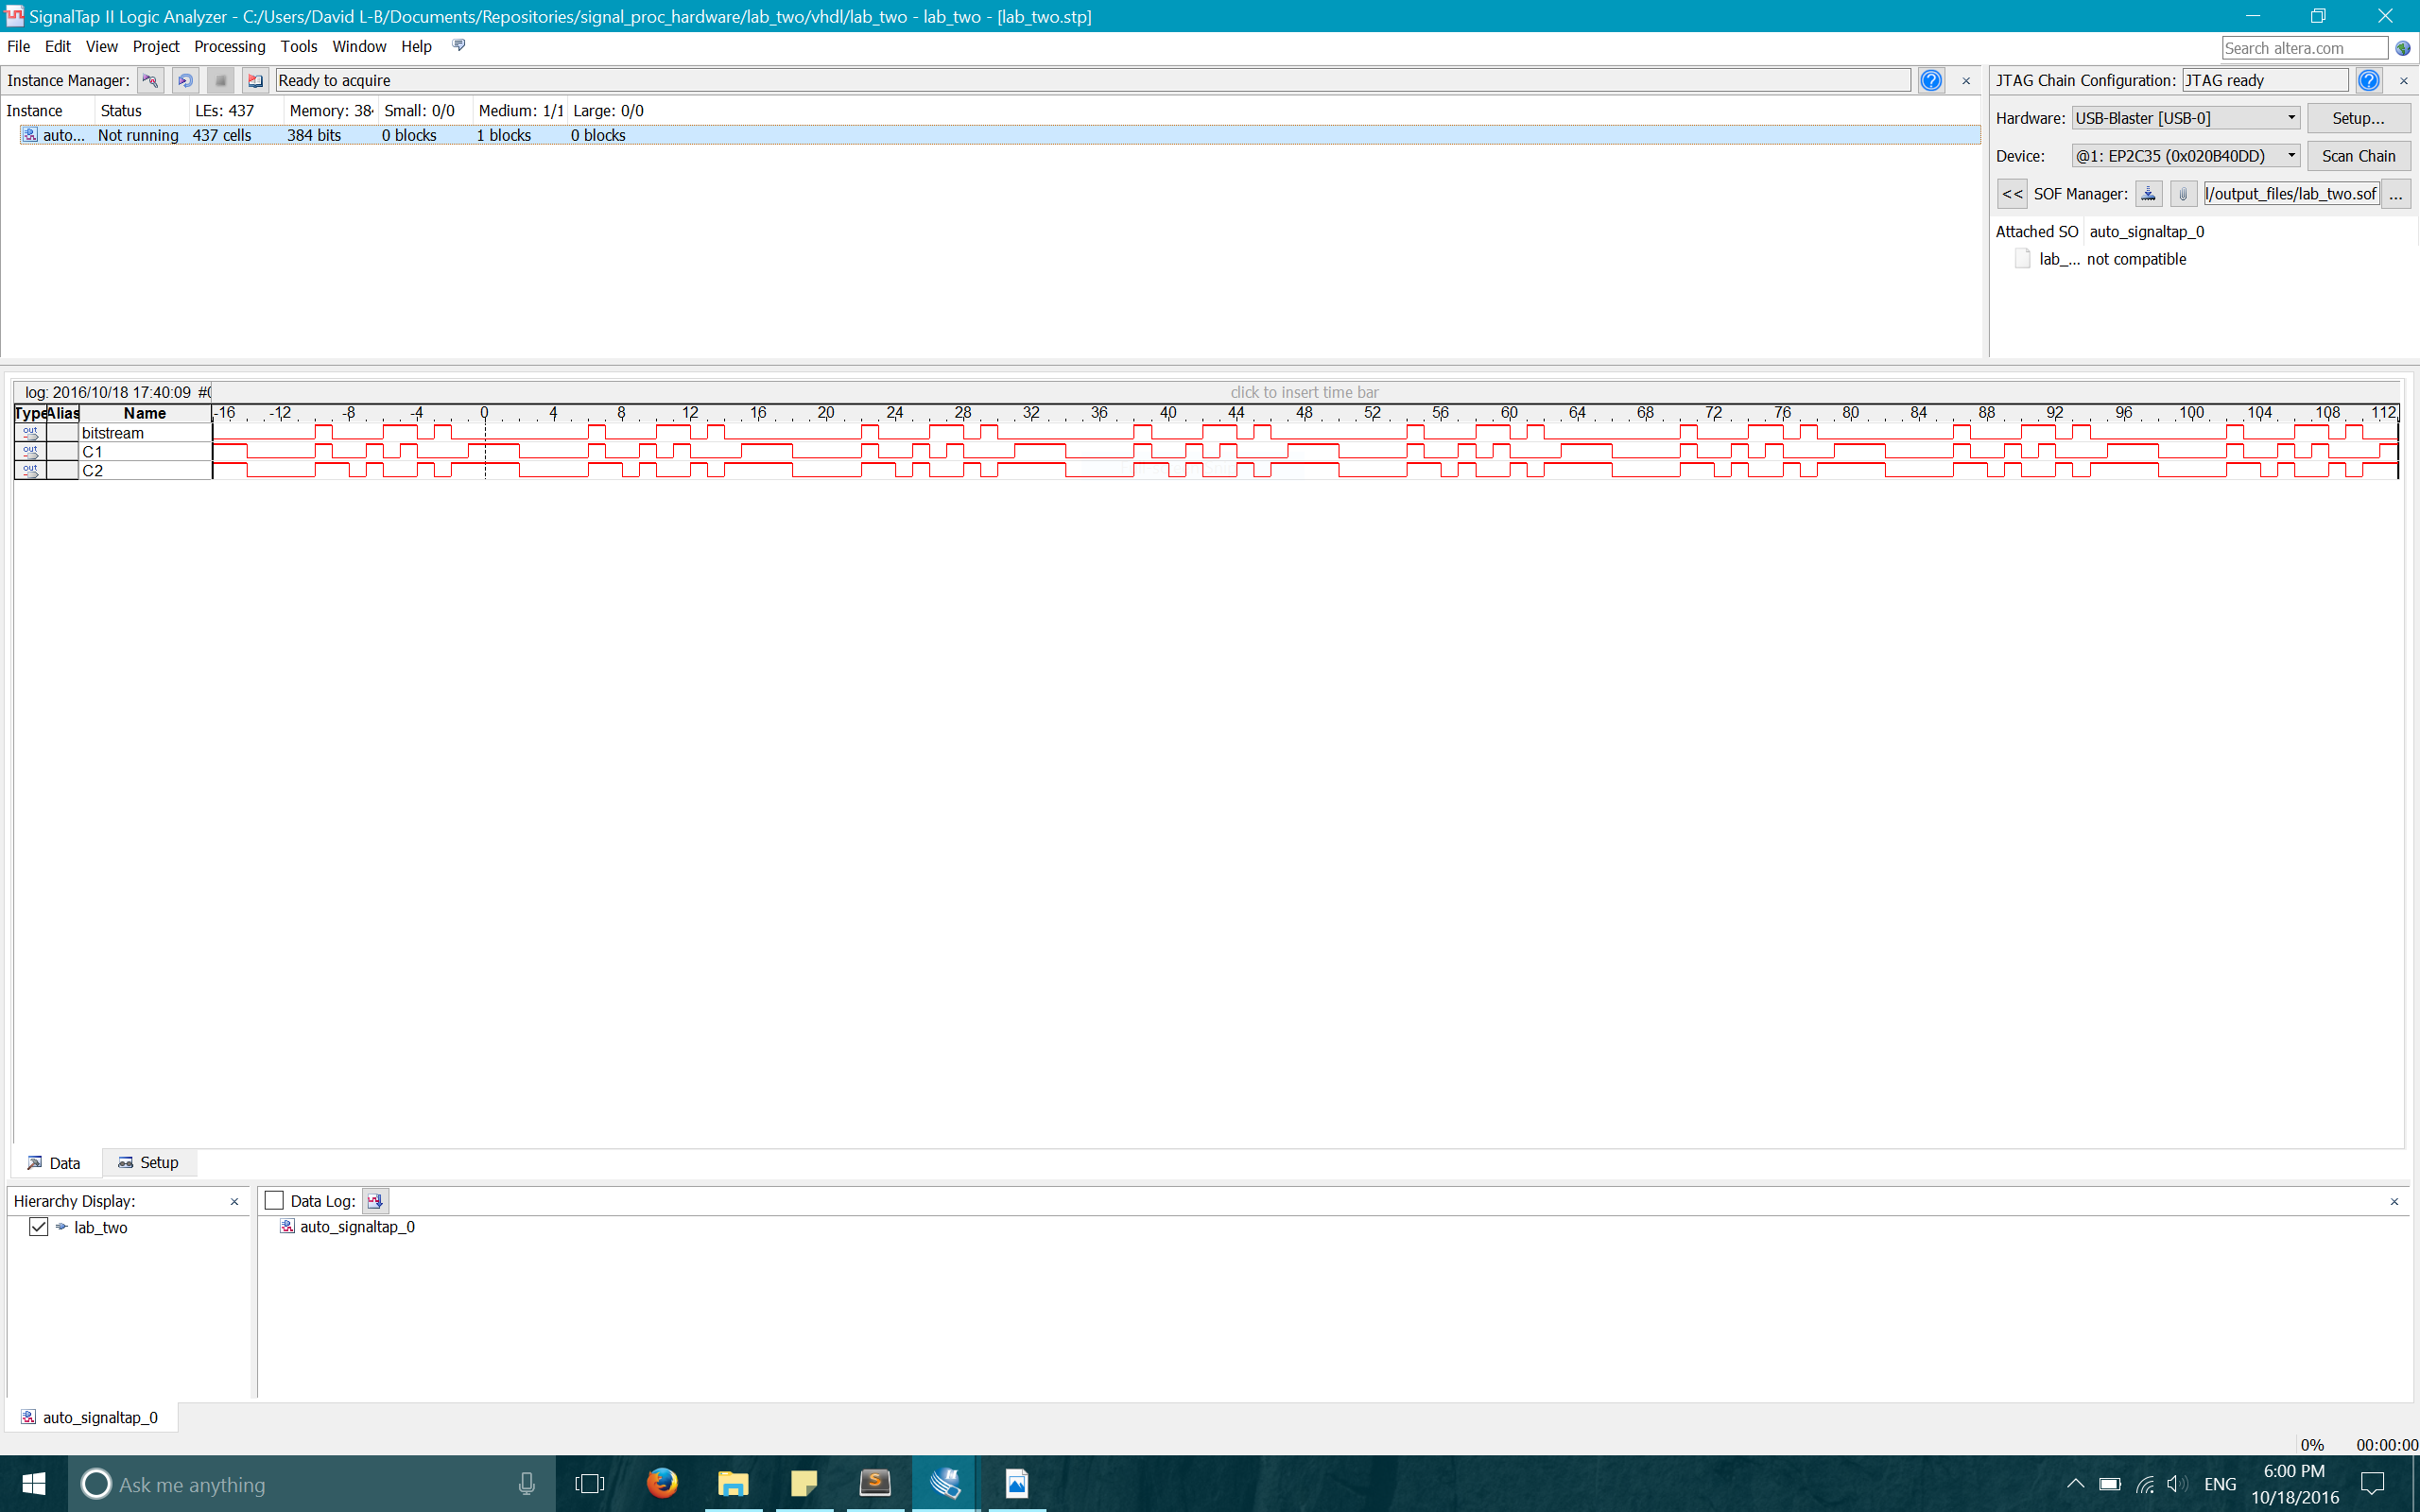 SignalTap II Logic Analyzer - C:/Users/David L-B/Documents/Repositories/signal_proc_hardware/lab_two/vhdl/lab_two - lab_two - [lab_two.stp]
File Edit View Project Processing Tools Window Help
Search altera.com
Instance Manager: Ready to acquire
Instance Status LEs: 437 Memory: 384 Small: 0/0 Medium: 1/1 Large: 0/0
auto... Not running 437 cells 384 bits 0 blocks 1 blocks 0 blocks
JTAG Chain Configuration: JTAG ready
Hardware: USB-Blaster [USB-0] Setup...
Device: @1: EP2C35 (0x020B40DD) Scan Chain
<< SOF Manager: l/output_files/lab_two.sof ...
Attached SO auto_signaltap_0
lab_... not compatible
log: 2016/10/18 17:40:09 #0 click to insert time bar
Type Alias Name -16 -12 -8 -4 0 4 8 12 16 20 24 28 32 36 40 44 48 52 56 60 64 68 72 76 80 84 88 92 96 100 104 108 112
out bitstream
out C1
out C2
Data Setup
Hierarchy Display:
lab_two
Data Log:
auto_signaltap_0
auto_signaltap_0
0% 00:00:00
Ask me anything
S
ENG
6:00 PM
10/18/2016